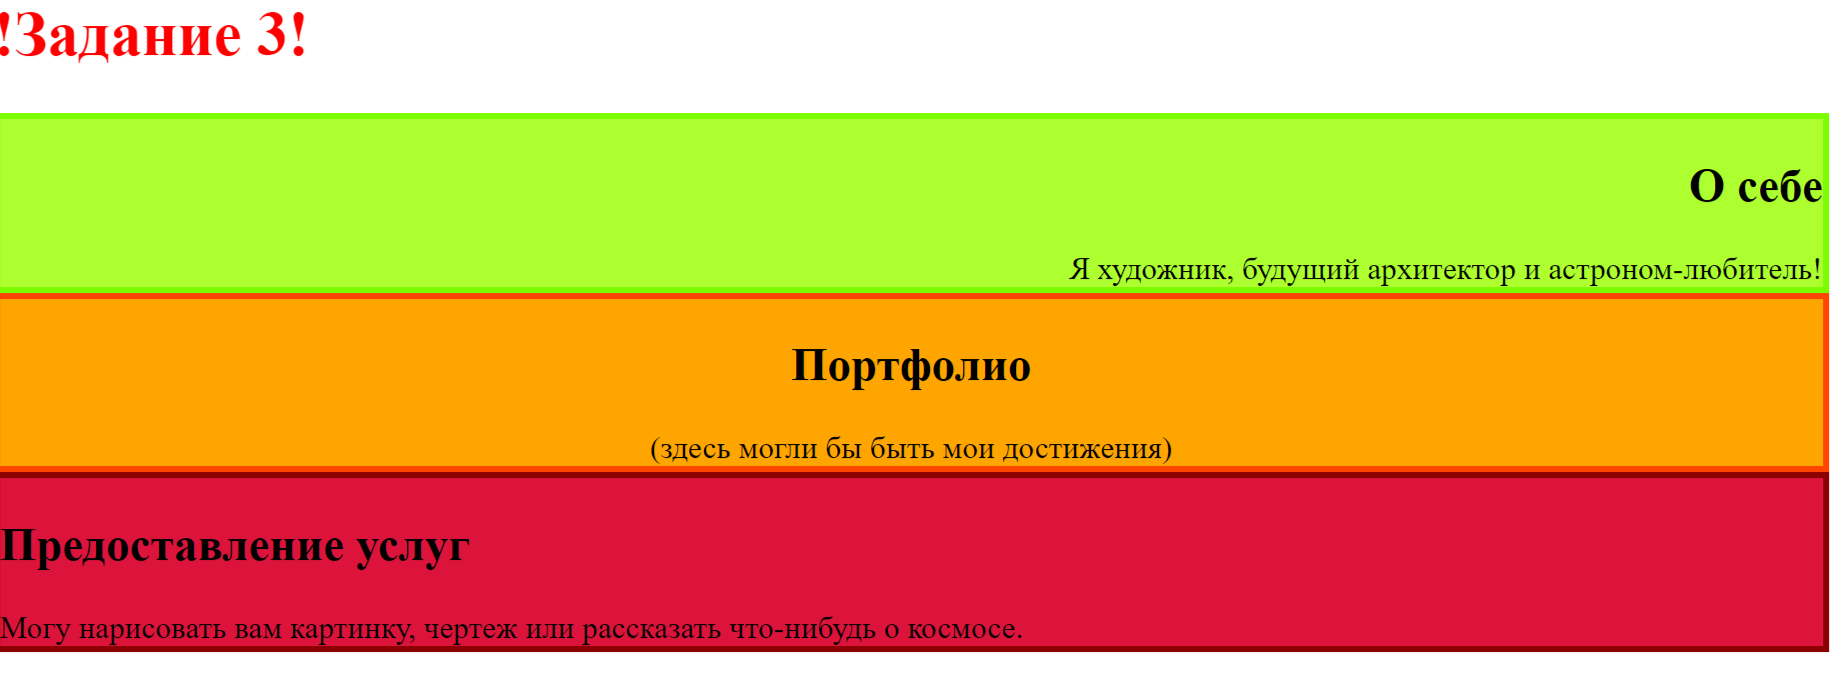 !Задание 3!
О себе
Я художник, будущий архитектор и астроном-любитель!
Портфолио
(здесь могли бы быть мои достижения)
Предоставление услуг
Могу нарисовать вам картинку, чертеж или рассказать что-нибудь о космосе.